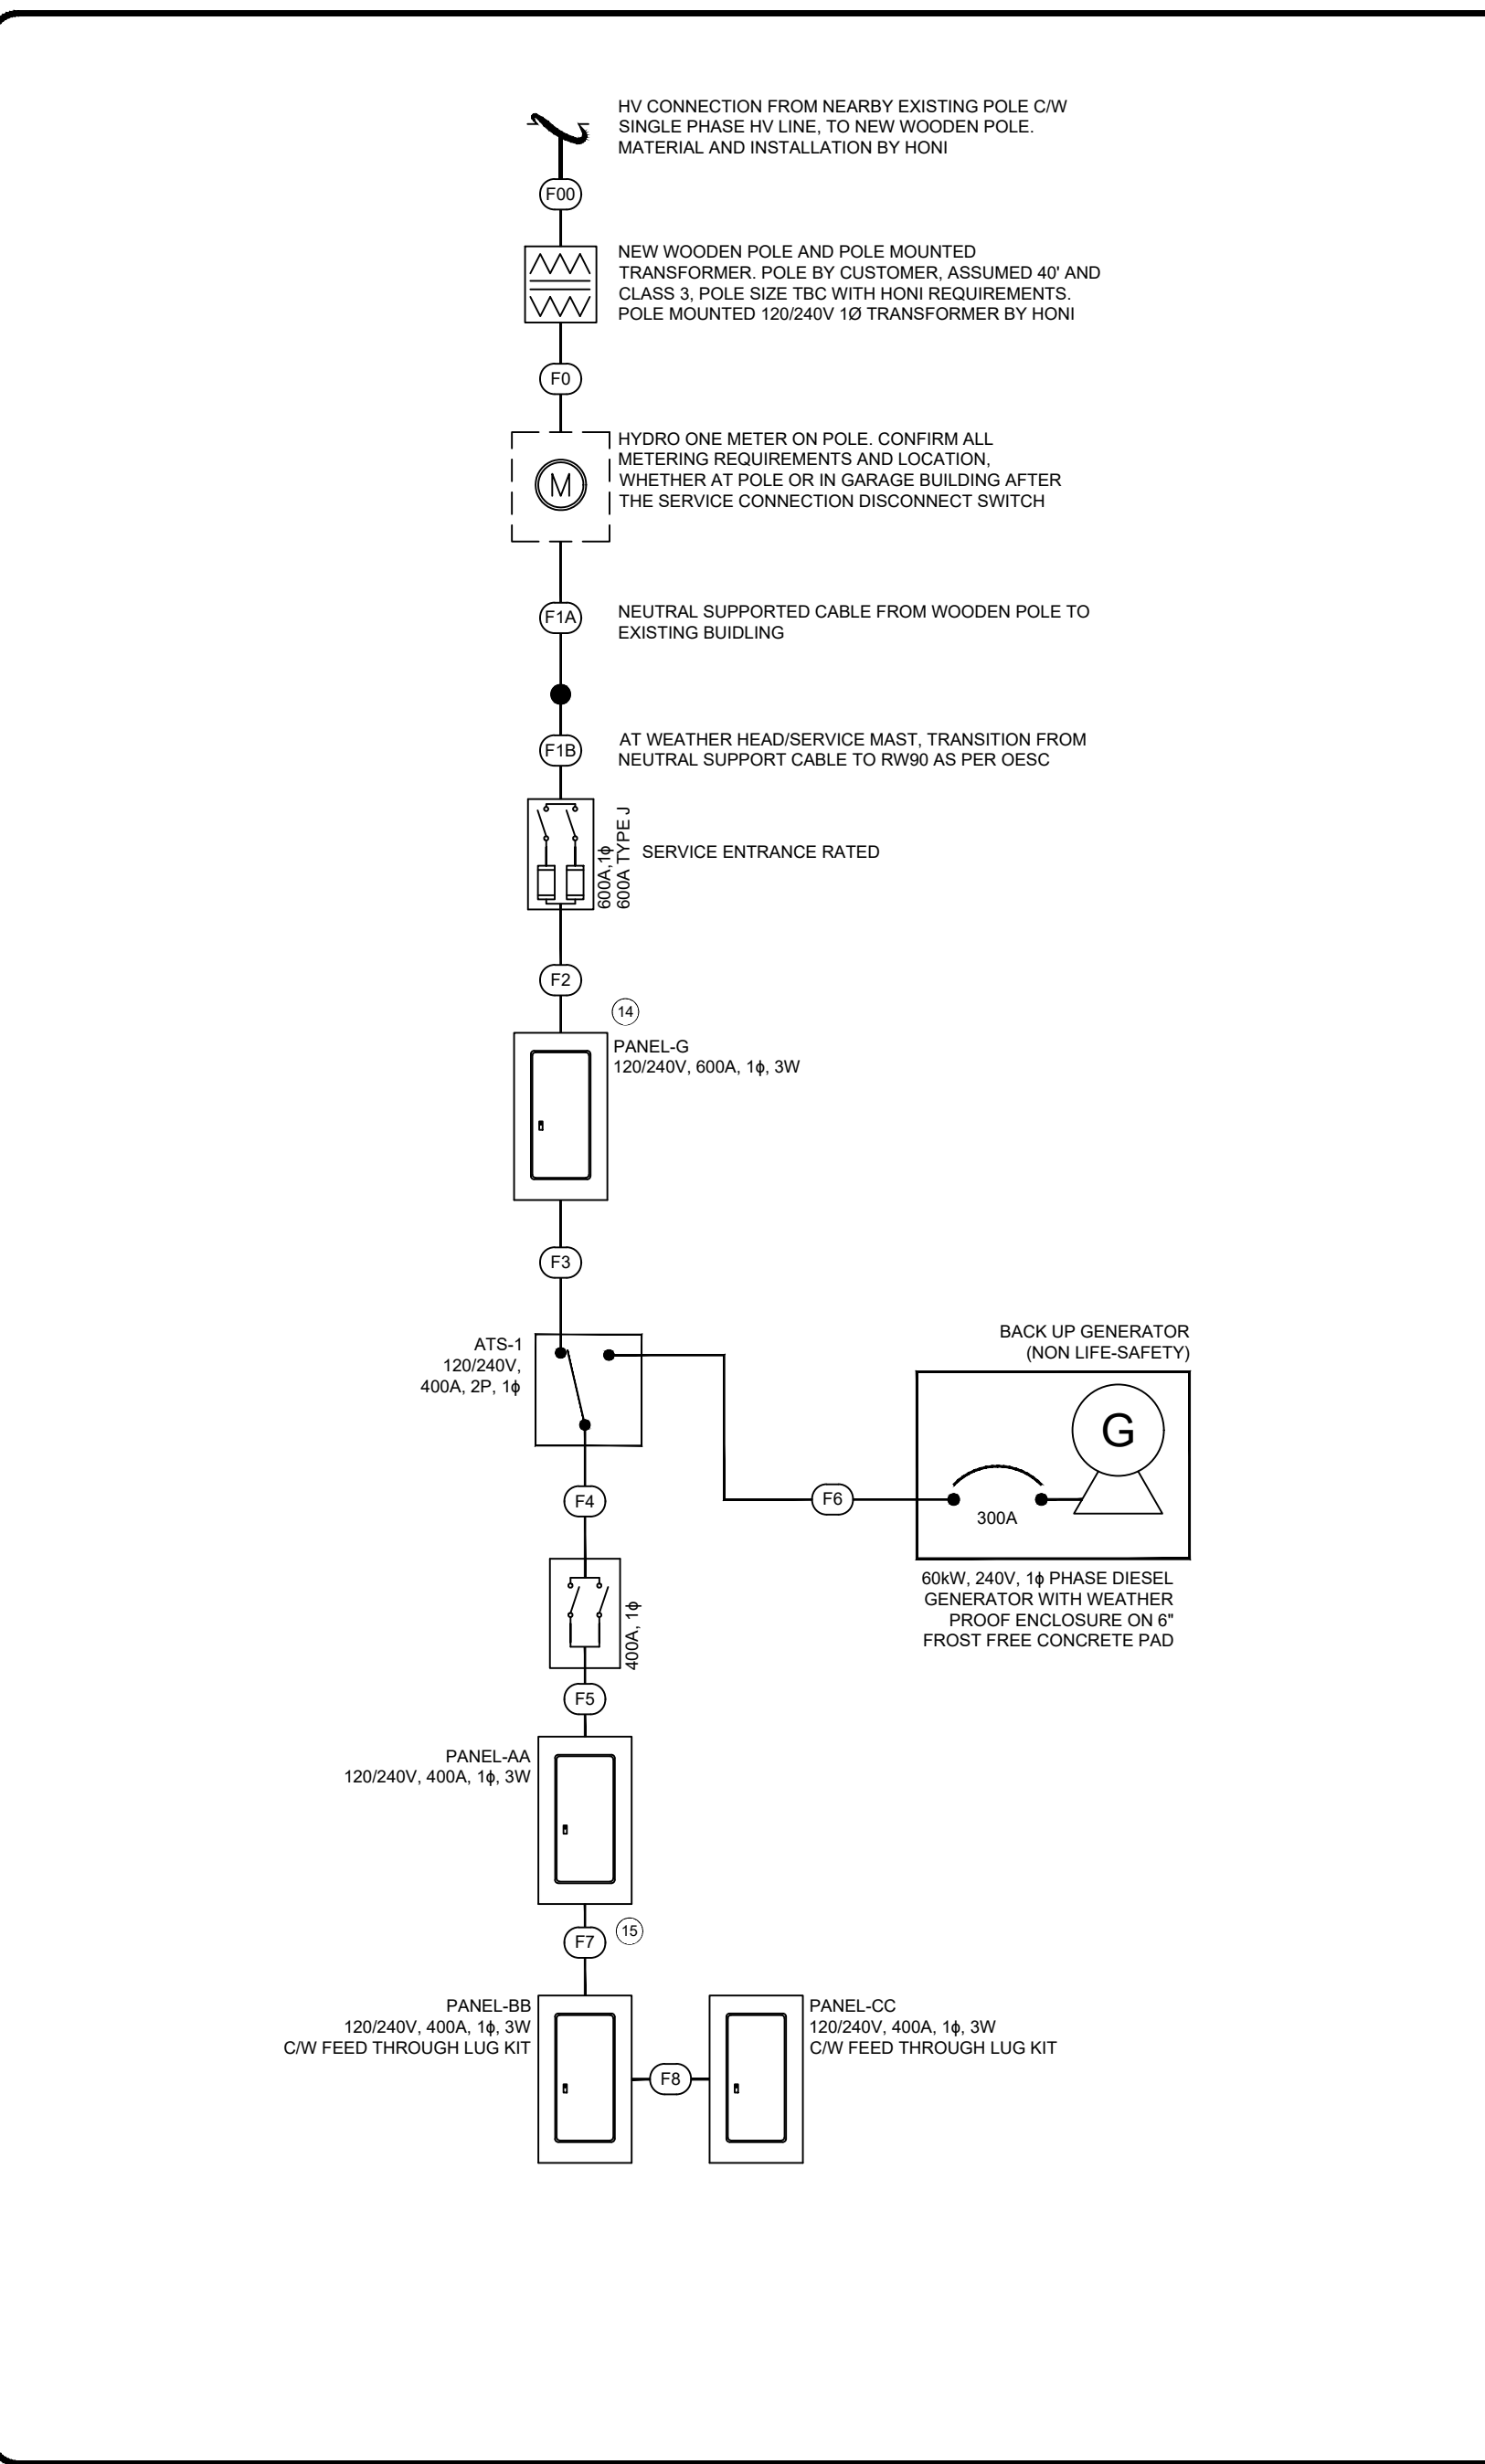 HV CONNECTION FROM NEARBY EXISTING POLE C/W
SINGLE PHASE HV LINE, TO NEW WOODEN POLE.
MATERIAL AND INSTALLATION BY HONI
F00
NEW WOODEN POLE AND POLE MOUNTED
TRANSFORMER. POLE BY CUSTOMER, ASSUMED 40' AND
CLASS 3, POLE SIZE TBC WITH HONI REQUIREMENTS.
POLE MOUNTED 120/240V 1Ø TRANSFORMER BY HONI
F0
HYDRO ONE METER ON POLE. CONFIRM ALL
METERING REQUIREMENTS AND LOCATION,
WHETHER AT POLE OR IN GARAGE BUILDING AFTER
THE SERVICE CONNECTION DISCONNECT SWITCH
M
F1A
NEUTRAL SUPPORTED CABLE FROM WOODEN POLE TO
EXISTING BUIDLING
F1B
AT WEATHER HEAD/SERVICE MAST, TRANSITION FROM
NEUTRAL SUPPORT CABLE TO RW90 AS PER OESC
600A,1ϕ
600A TYPE J
SERVICE ENTRANCE RATED
F2
14
PANEL-G
120/240V, 600A, 1ϕ, 3W
F3
ATS-1
120/240V,
400A, 2P, 1ϕ
BACK UP GENERATOR
(NON LIFE-SAFETY)
G
300A
F6
F4
60kW, 240V, 1ϕ PHASE DIESEL
GENERATOR WITH WEATHER
PROOF ENCLOSURE ON 6"
FROST FREE CONCRETE PAD
400A, 1ϕ
F5
PANEL-AA
120/240V, 400A, 1ϕ, 3W
F7
15
PANEL-BB
120/240V, 400A, 1ϕ, 3W
C/W FEED THROUGH LUG KIT
F8
PANEL-CC
120/240V, 400A, 1ϕ, 3W
C/W FEED THROUGH LUG KIT